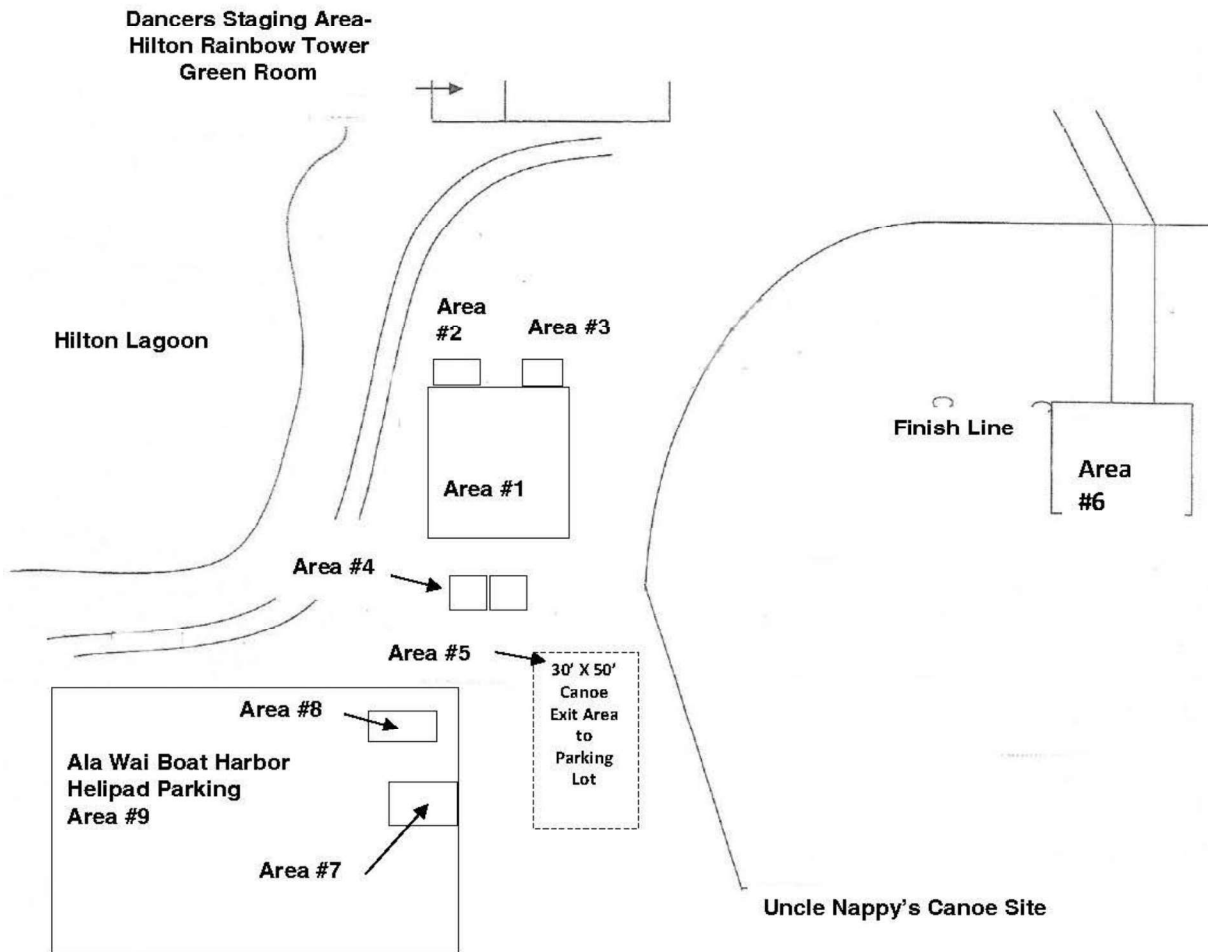 Dancers Staging Area-
Hilton Rainbow Tower
Green Room
Area
#2
Area #3
Hilton Lagoon
Finish Line
Area
#6
Area #1
Area #4
Area #5
30' X 50'
Canoe
Exit Area
to
Parking
Lot
Area #8
Ala Wai Boat Harbor
Helipad Parking
Area #9
Area #7
Uncle Nappy's Canoe Site